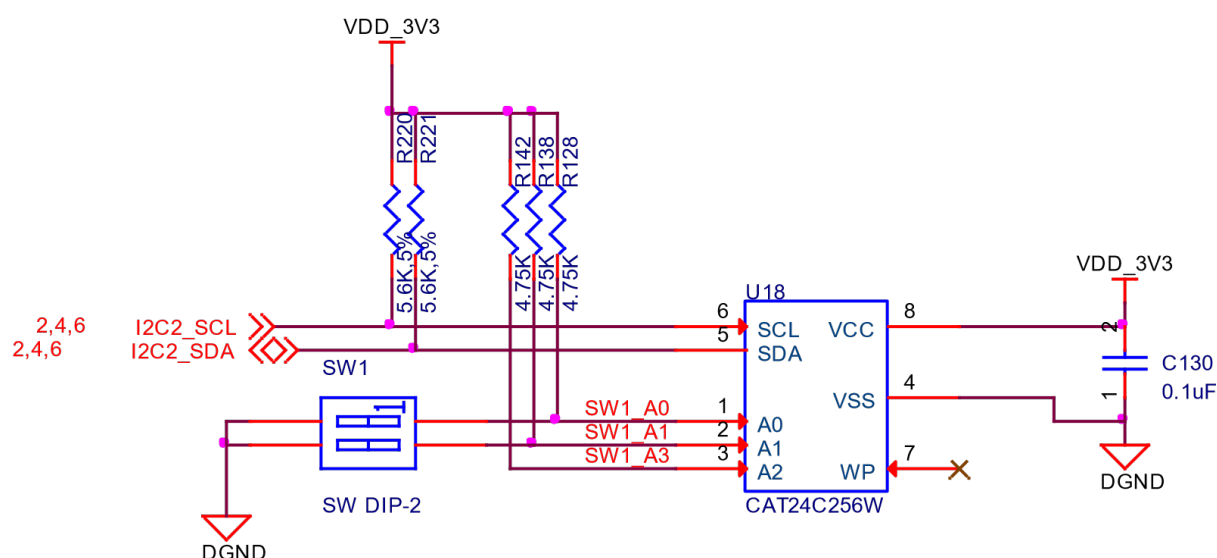 VDD_3V3
R220
R221
R142
R138
R128
5.6K,5%
5.6K,5%
4.75K
4.75K
4.75K
VDD_3V3
U18
2,4,6 I2C2_SCL
6 SCL VCC 8
2
2,4,6 I2C2_SDA
5 SDA
C130
0.1uF
SW1
4 VSS
1
1
SW1_A0 1 A0
SW1_A1 2 A1
SW1_A3 3 A2 WP 7
DGND
SW DIP-2
CAT24C256W
DGND